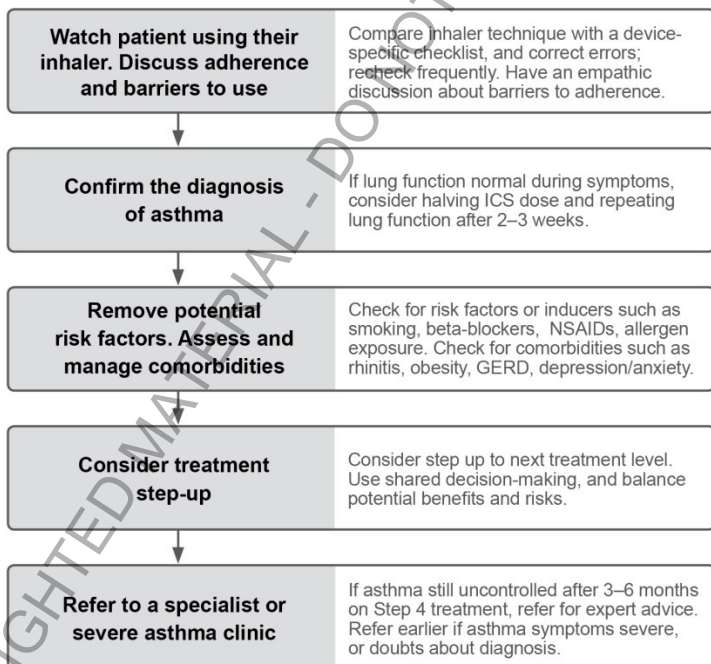 Watch patient using their
inhaler. Discuss adherence
and barriers to use
Compare inhaler technique with a device-
specific checklist, and correct errors;
recheck frequently. Have an empathic
discussion about barriers to adherence.
Confirm the diagnosis
of asthma
If lung function normal during symptoms,
consider halving ICS dose and repeating
lung function after 2–3 weeks.
Remove potential
risk factors. Assess and
manage comorbidities
Check for risk factors or inducers such as
smoking, beta-blockers, NSAIDs, allergen
exposure. Check for comorbidities such as
rhinitis, obesity, GERD, depression/anxiety.
Consider treatment
step-up
Consider step up to next treatment level.
Use shared decision-making, and balance
potential benefits and risks.
Refer to a specialist or
severe asthma clinic
If asthma still uncontrolled after 3–6 months
on Step 4 treatment, refer for expert advice.
Refer earlier if asthma symptoms severe,
or doubts about diagnosis.
GHTED MATERIAL - DO NOT